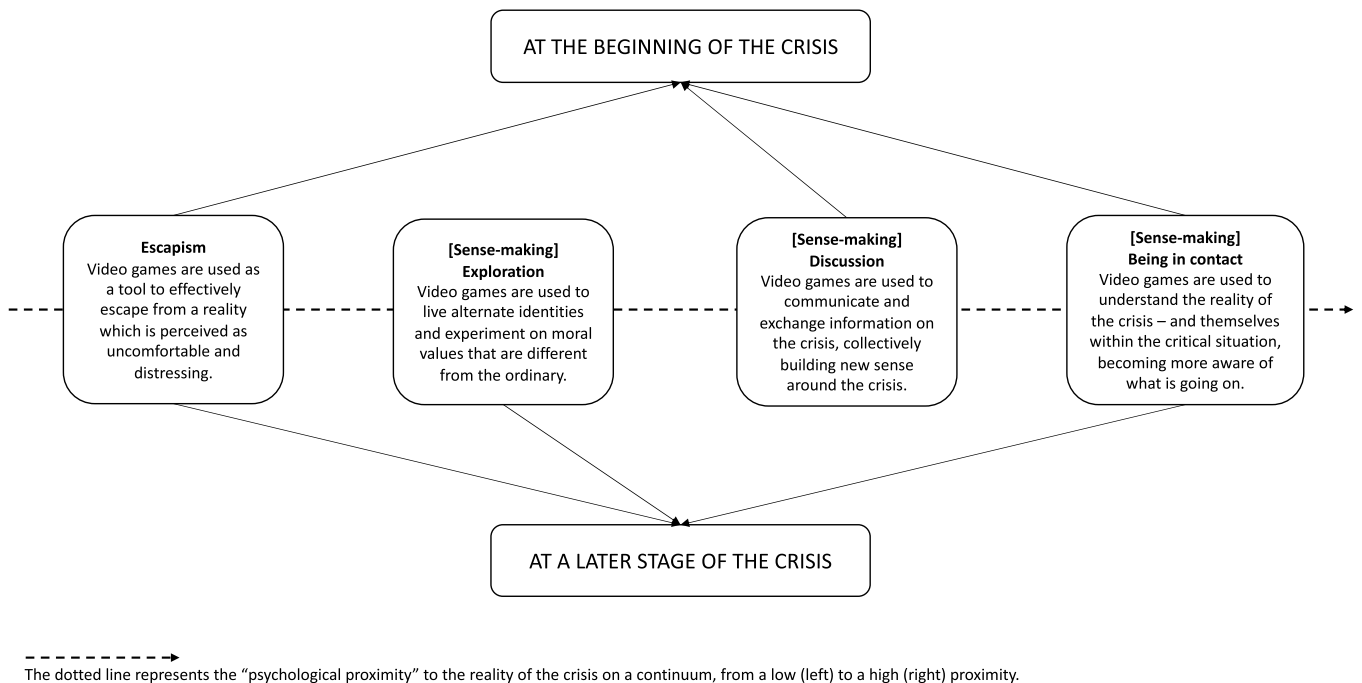 AT THE BEGINNING OF THE CRISIS
Escapism
Video games are used as
a tool to effectively
escape from a reality
which is perceived as
uncomfortable and
distressing.
[Sense-making]
Exploration
Video games are used to
live alternate identities
and experiment on moral
values that are different
from the ordinary.
[Sense-making]
Discussion
Video games are used to
communicate and
exchange information on
the crisis, collectively
building new sense
around the crisis.
[Sense-making]
Being in contact
Video games are used to
understand the reality of
the crisis – and themselves
within the critical situation,
becoming more aware of
what is going on.
AT A LATER STAGE OF THE CRISIS
The dotted line represents the “psychological proximity” to the reality of the crisis on a continuum, from a low (left) to a high (right) proximity.